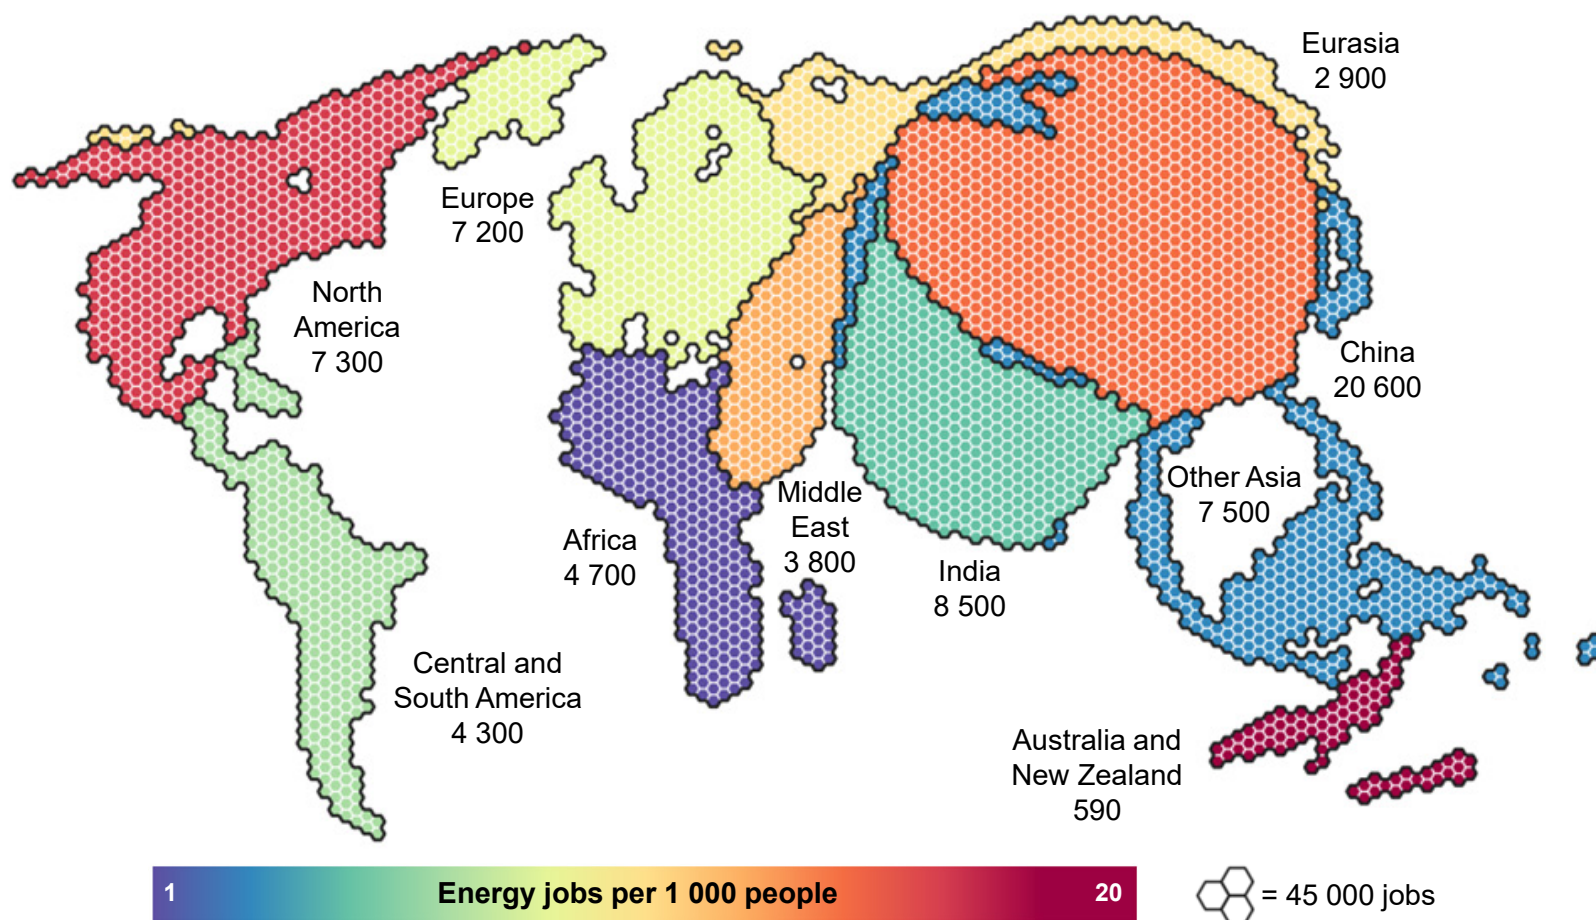 Eurasia
2 900
Europe
7 200
North
America
7 300
China
20 600
Other Asia
7 500
Middle
East
3 800
Africa
4 700
India
8 500
Central and
South America
4 300
Australia and
New Zealand
590
1
Energy jobs per 1 000 people
20
= 45 000 jobs